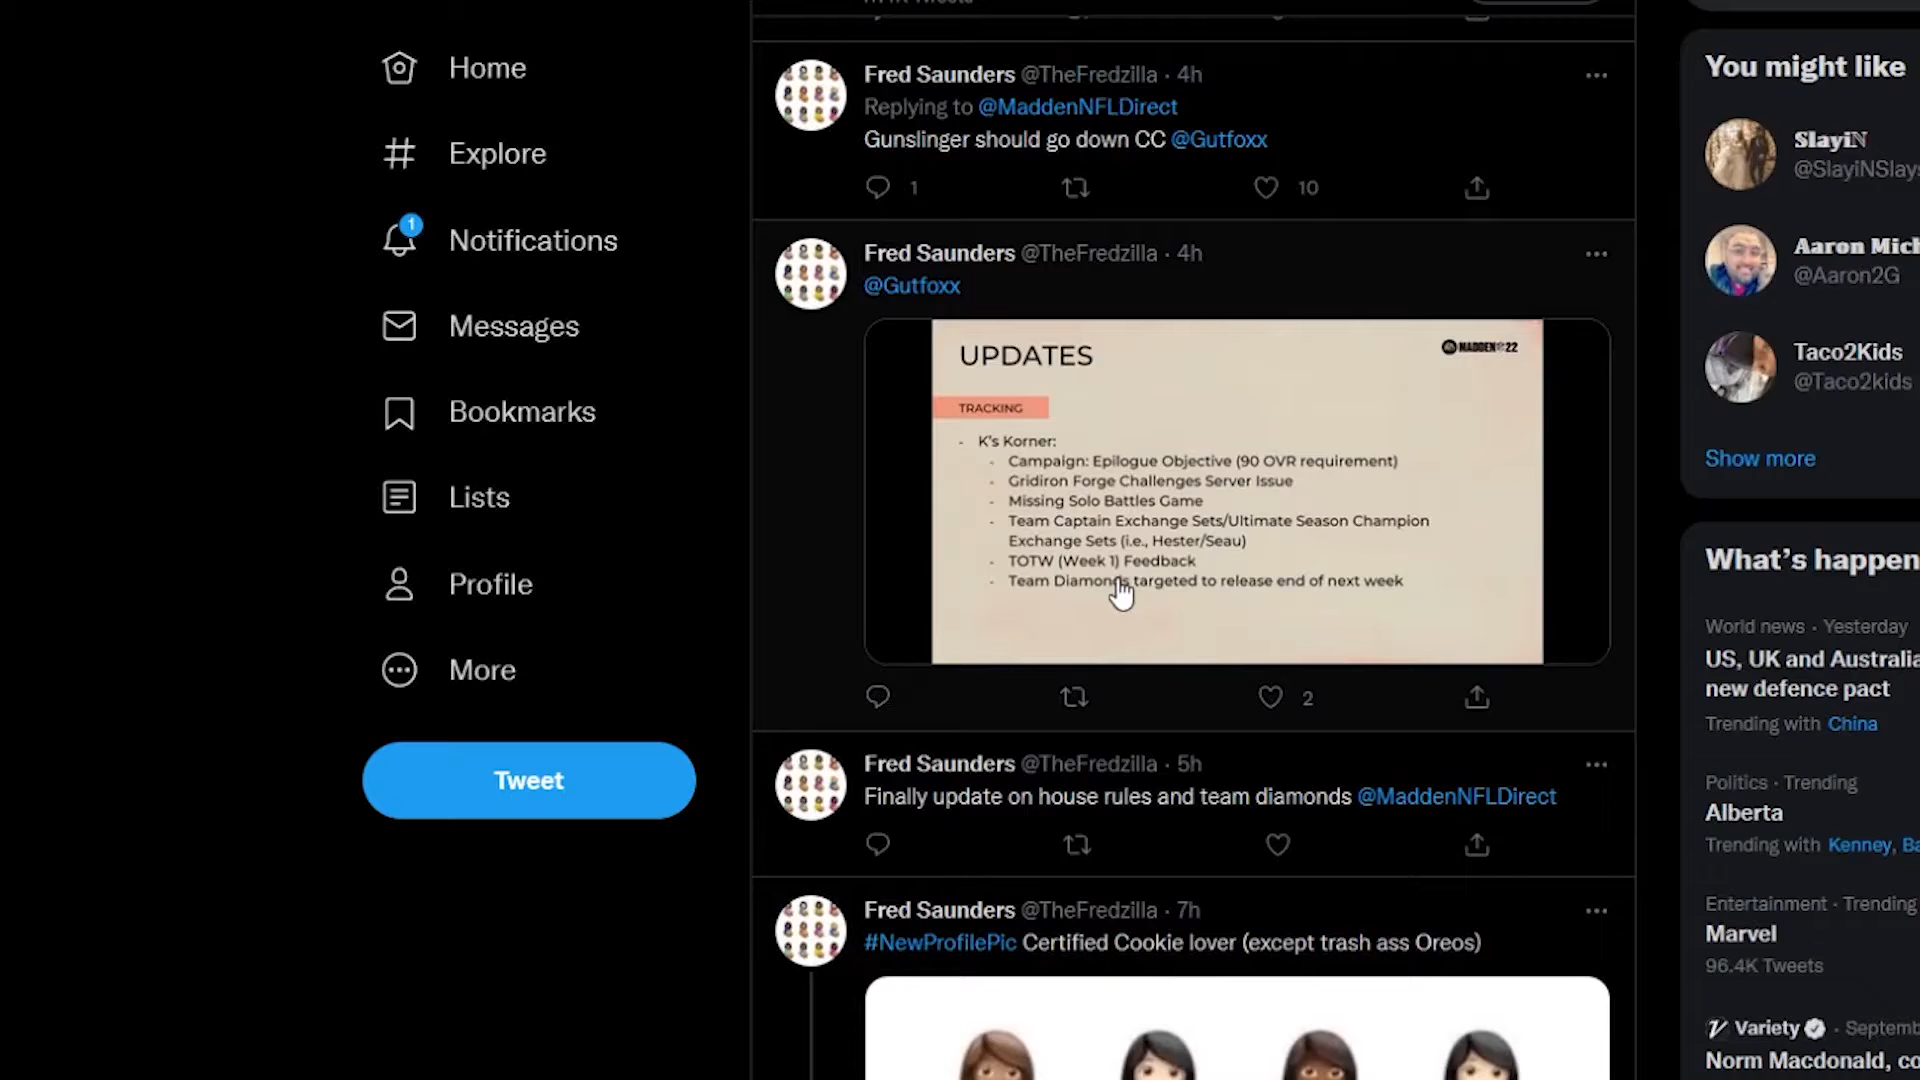 Home
Explore
1
Notifications
Messages
Bookmarks
Lists
Profile
More
Tweet
Fred Saunders @TheFredzilla · 4h
Replying to @MaddenNFLDirect
Gunslinger should go down CC @Gutfoxx
1
10
Fred Saunders @TheFredzilla · 4h
@Gutfoxx
UPDATES
MADDEN 22
TRACKING
- K's Korner:
- Campaign: Epilogue Objective (90 OVR requirement)
- Gridiron Forge Challenges Server Issue
- Missing Solo Battles Game
- Team Captain Exchange Sets/Ultimate Season Champion
Exchange Sets (i.e., Hester/Seau)
- TOTW (Week 1) Feedback
- Team Diamonds targeted to release end of next week
2
Fred Saunders @TheFredzilla · 5h
Finally update on house rules and team diamonds @MaddenNFLDirect
Fred Saunders @TheFredzilla · 7h
#NewProfilePic Certified Cookie lover (except trash ass Oreos)
You might like
SlayiN
@SlayiNSlays
Aaron Mich
@Aaron2G
Taco2Kids
@Taco2kids
Show more
What's happen
World news · Yesterday
US, UK and Australia
new defence pact
Trending with China
Politics · Trending
Alberta
Trending with Kenney, Ba
Entertainment · Trending
Marvel
96.4K Tweets
Variety · Septemb
Norm Macdonald, co